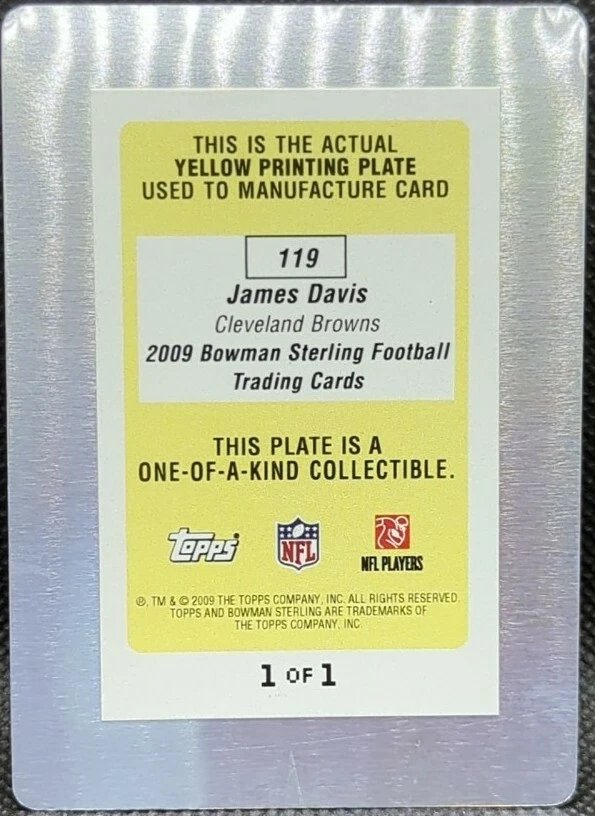 THIS IS THE ACTUAL
YELLOW PRINTING PLATE
USED TO MANUFACTURE CARD
119
James Davis
Cleveland Browns
2009 Bowman Sterling Football
Trading Cards
THIS PLATE IS A
ONE-OF-A-KIND COLLECTIBLE.
Topps® NFL NFL PLAYERS
®, TM & © 2009 THE TOPPS COMPANY, INC. ALL RIGHTS RESERVED.
TOPPS AND BOWMAN STERLING ARE TRADEMARKS OF
THE TOPPS COMPANY, INC.
1 OF 1